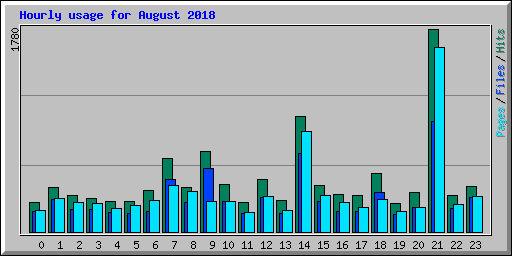 Hourly usage for August 2018
1780
Pages / Files / Hits
0 1 2 3 4 5 6 7 8 9 10 11 12 13 14 15 16 17 18 19 20 21 22 23